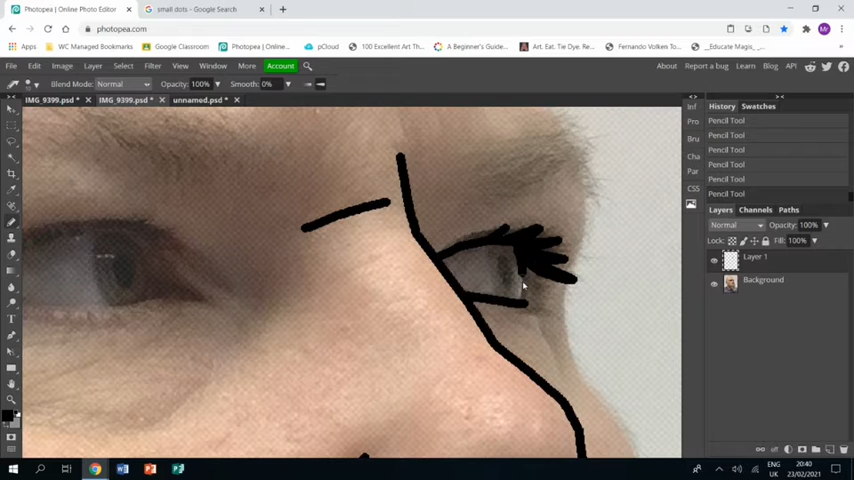 Photopea | Online Photo Editor
small dots - Google Search
photopea.com
Apps WC Managed Bookmarks Google Classroom Photopea | Online... pCloud 100 Excellent Art Th... A Beginner's Guide... Art. Eat. Tie Dye. Re... Fernando Volken To... __Educate Magis_...
File Edit Image Layer Select Filter View Window More Account About Report a bug Learn Blog API
Blend Mode: Normal Opacity: 100% Smooth: 0%
IMG_9399.psd * IMG_9399.psd * unnamed.psd *
Inf
Pro
Bru
Cha
Par
CSS
History Swatches
Pencil Tool
Pencil Tool
Pencil Tool
Pencil Tool
Pencil Tool
Pencil Tool
Layers Channels Paths
Normal Opacity: 100%
Lock: Fill: 100%
Layer 1
Background
T
ENG
UK
20:40
23/02/2021